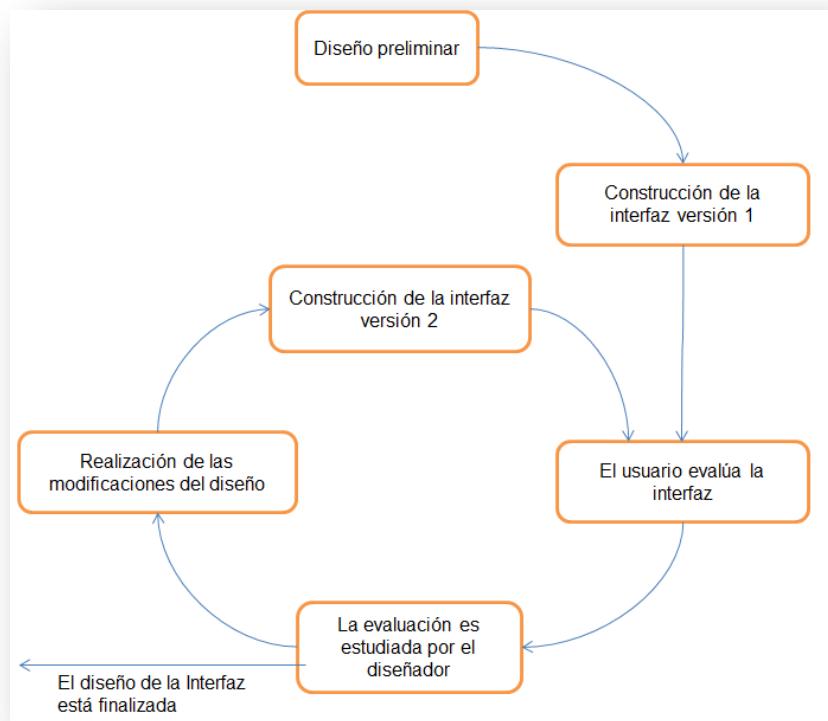 Diseño preliminar
Construcción de la
interfaz versión 1
Construcción de la interfaz
versión 2
Realización de las
modificaciones del diseño
El usuario evalúa la
interfaz
La evaluación es
estudiada por el
diseñador
El diseño de la Interfaz
está finalizada